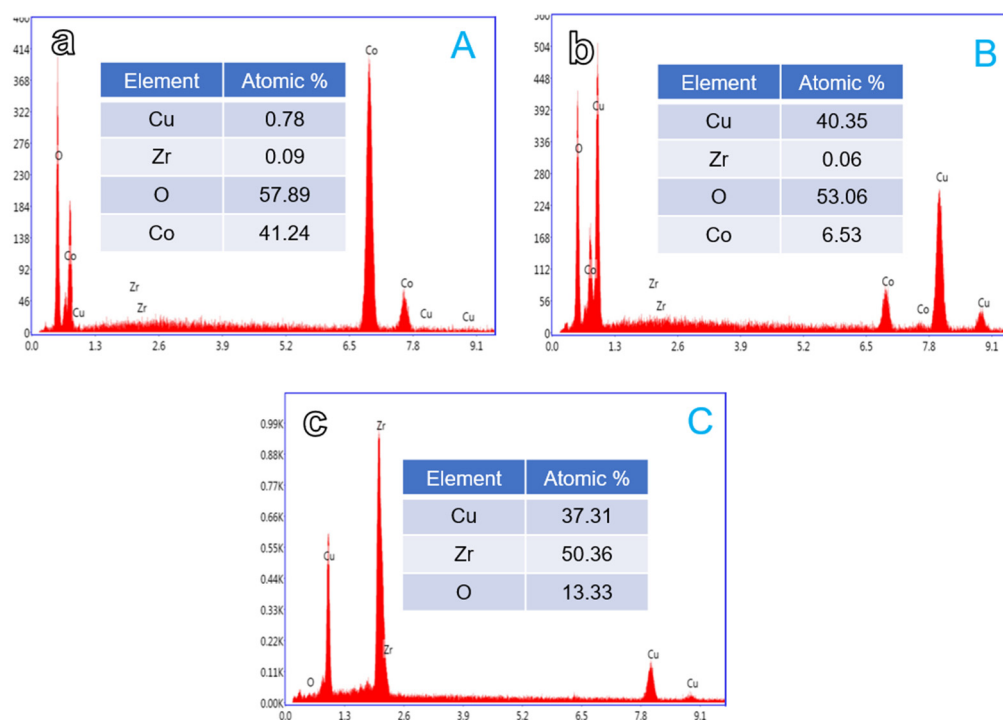 a
A
460
414
368
322
276
230
184
138
92
46
0
0.0 1.3 2.6 3.9 5.2 6.5 7.8 9.1
O
Co
Cu
Zr
Zr
Co
Co
Cu
Cu
Element Atomic %
Cu 0.78
Zr 0.09
O 57.89
Co 41.24
b
B
504
448
392
336
280
224
168
112
56
0
0.0 1.3 2.6 3.9 5.2 6.5 7.8 9.1
O
Cu
Co
Zr
Zr
Co
Co
Cu
Cu
Element Atomic %
Cu 40.35
Zr 0.06
O 53.06
Co 6.53
c
C
0.99K
0.88K
0.77K
0.66K
0.55K
0.44K
0.33K
0.22K
0.11K
0.00K
0.0 1.3 2.6 3.9 5.2 6.5 7.8 9.1
O
Cu
Zr
Zr
Cu
Cu
Element Atomic %
Cu 37.31
Zr 50.36
O 13.33